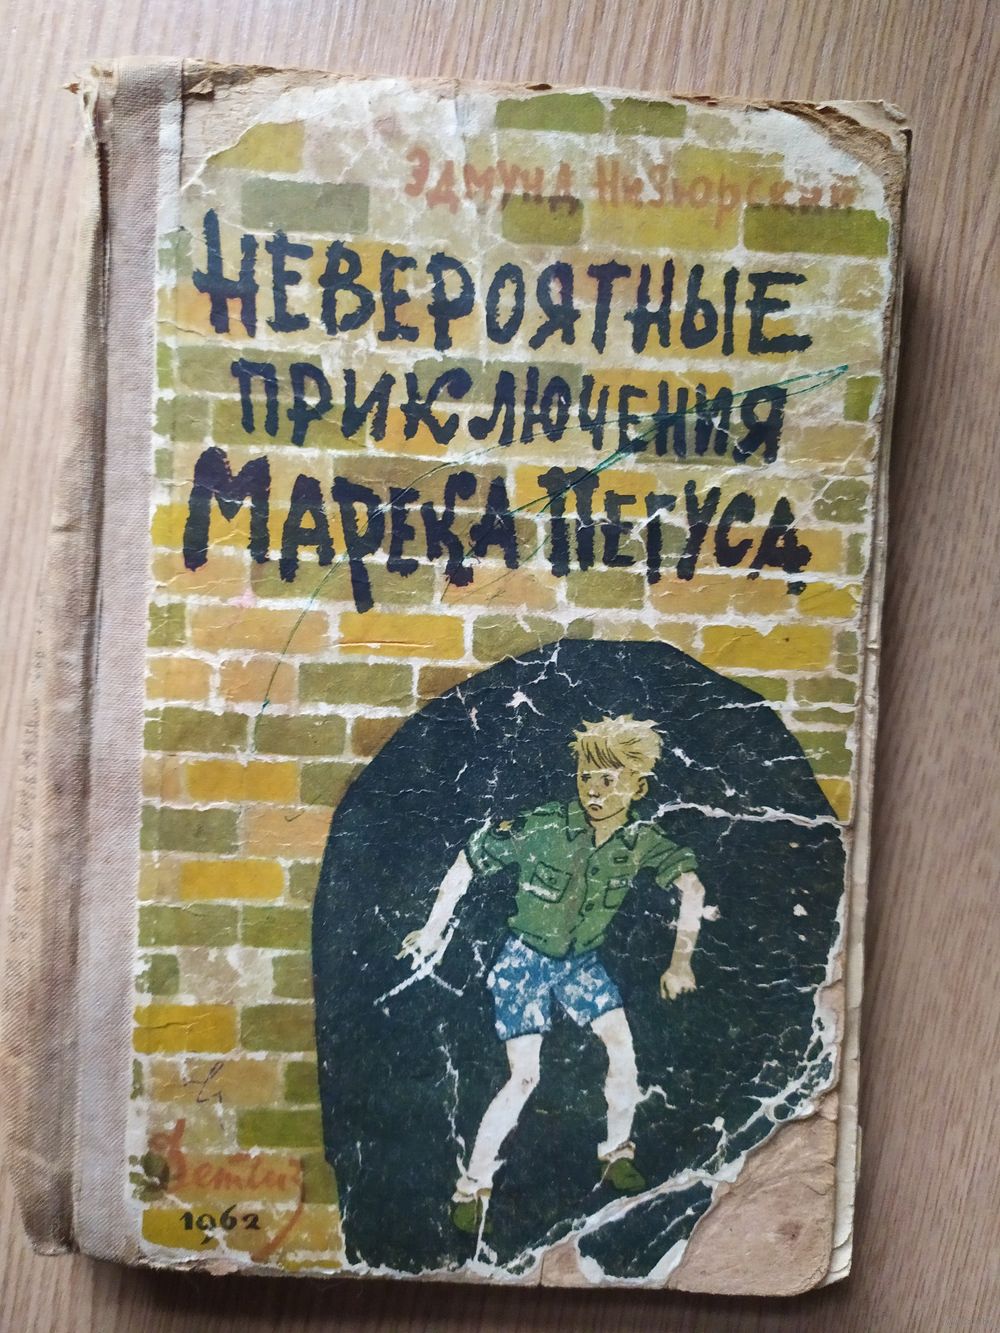 Эдмунд Низюрский
НЕВЕРОЯТНЫЕ
ПРИКЛЮЧЕНИЯ
МАРЕКА ПЕГУСА
Детгиз
1962